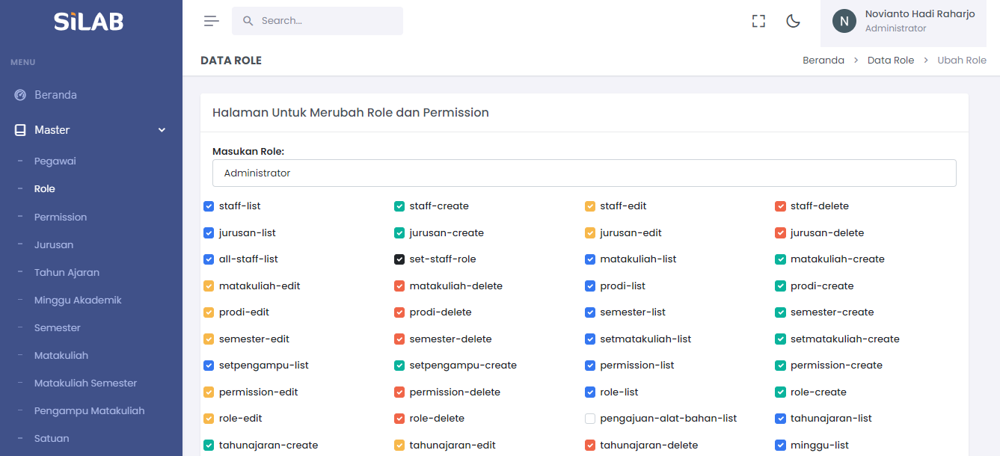 SiLAB
MENU
Beranda
Master
Pegawai
Role
Permission
Jurusan
Tahun Ajaran
Minggu Akademik
Semester
Matakuliah
Matakuliah Semester
Pengampu Matakuliah
Satuan
Search...
N
Novianto Hadi Raharjo
Administrator
DATA ROLE
Beranda > Data Role > Ubah Role
Halaman Untuk Merubah Role dan Permission
Masukan Role:
Administrator
staff-list staff-create staff-edit staff-delete
jurusan-list jurusan-create jurusan-edit jurusan-delete
all-staff-list set-staff-role matakuliah-list matakuliah-create
matakuliah-edit matakuliah-delete prodi-list prodi-create
prodi-edit prodi-delete semester-list semester-create
semester-edit semester-delete setmatakuliah-list setmatakuliah-create
setpengampu-list setpengampu-create permission-list permission-create
permission-edit permission-delete role-list role-create
role-edit role-delete pengajuan-alat-bahan-list tahunajaran-list
tahunajaran-create tahunajaran-edit tahunajaran-delete minggu-list